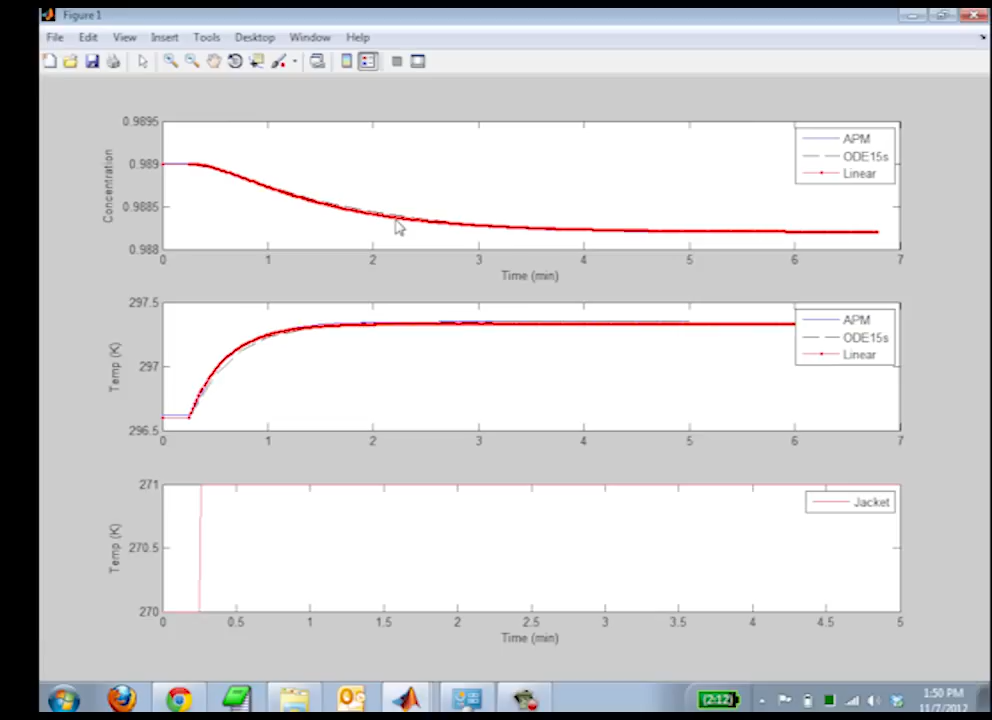 Figure 1
File Edit View Insert Tools Desktop Window Help
0.9895
0.989
0.9885
0.988
Concentration
APM
ODE15s
Linear
0 1 2 3 4 5 6 7
Time (min)
297.5
297
296.5
Temp (K)
APM
ODE15s
Linear
0 1 2 3 4 5 6 7
271
270.5
270
Temp (K)
Jacket
0 0.5 1 1.5 2 2.5 3 3.5 4 4.5 5
Time (min)
(2:12)
1:50 PM
11/7/2012